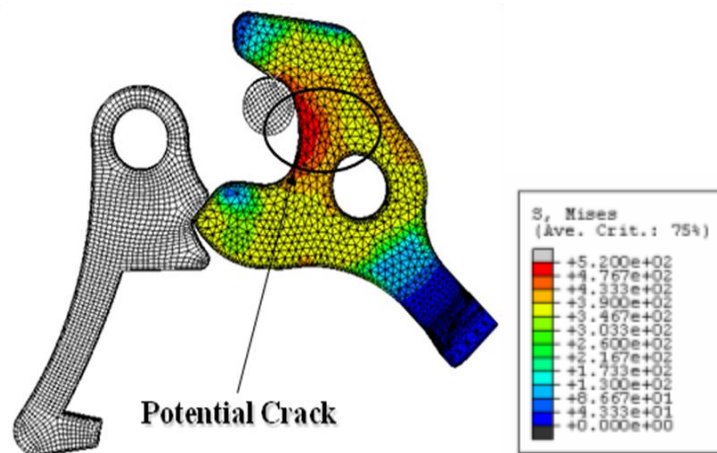 Potential Crack
S, Mises
(Ave. Crit.: 75%)
+5.200e+02
+4.767e+02
+4.333e+02
+3.900e+02
+3.467e+02
+3.033e+02
+2.600e+02
+2.167e+02
+1.733e+02
+1.300e+02
+8.667e+01
+4.333e+01
+0.000e+00